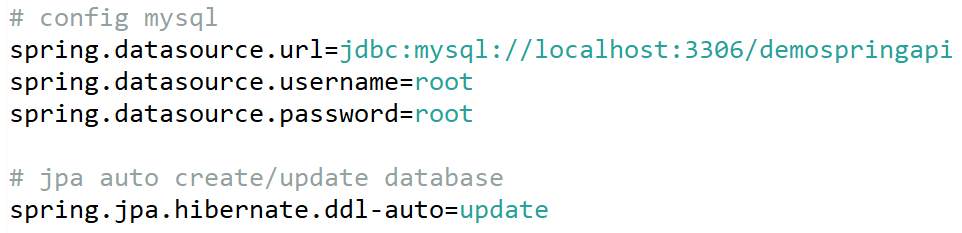 # config mysql
spring.datasource.url=jdbc:mysql://localhost:3306/demospringapi
spring.datasource.username=root
spring.datasource.password=root
# jpa auto create/update database
spring.jpa.hibernate.ddl-auto=update